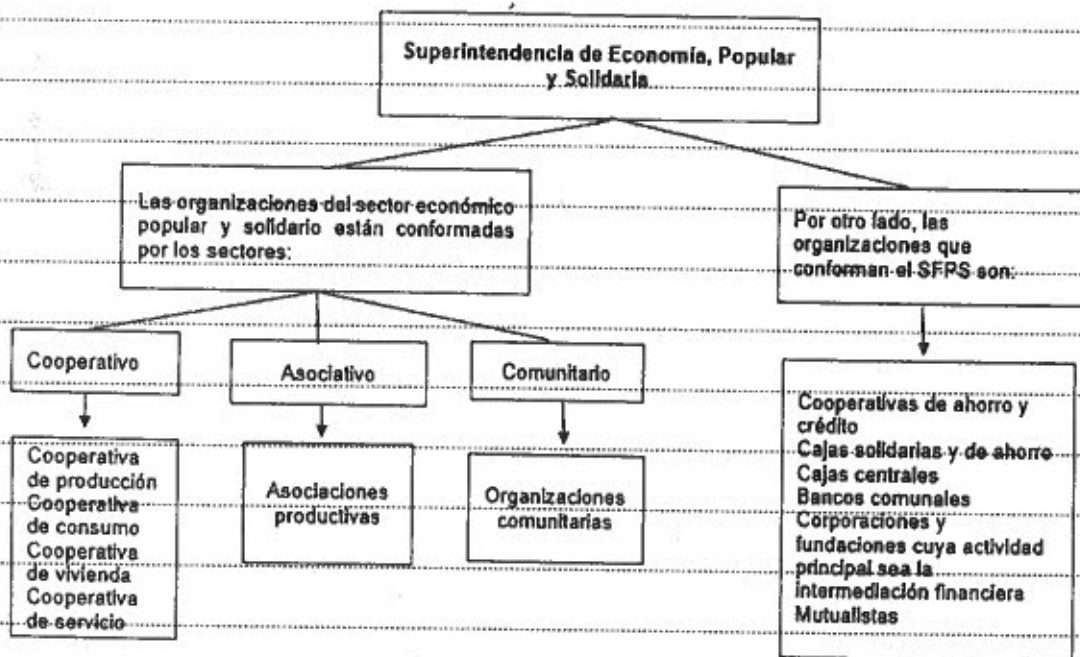 Superintendencia de Economía, Popular
y Solidaria
Las organizaciones del sector económico
popular y solidario están conformadas
por los sectores:
Por otro lado, las
organizaciones que
conforman el SFPS son:
Cooperativo
Asociativo
Comunitario
Cooperativa
de producción
Cooperativa
de consumo
Cooperativa
de vivienda
Cooperativa
de servicio
Asociaciones
productivas
Organizaciones
comunitarias
Cooperativas de ahorro y
crédito
Cajas solidarias y de ahorro
Cajas centrales
Bancos comunales
Corporaciones y
fundaciones cuya actividad
principal sea la
intermediación financiera
Mutualistas